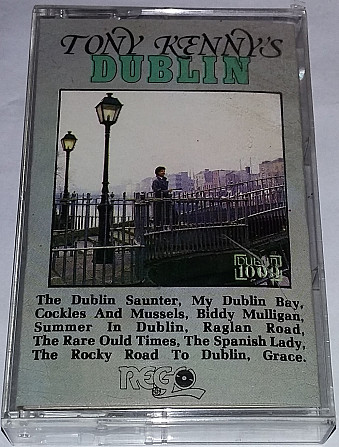 TONY KENNY'S
DUBLIN
DUBLIN
1000
The Dublin Saunter, My Dublin Bay,
Cockles And Mussels, Biddy Mulligan,
Summer In Dublin, Raglan Road,
The Rare Ould Times, The Spanish Lady,
The Rocky Road To Dublin, Grace.
REGO